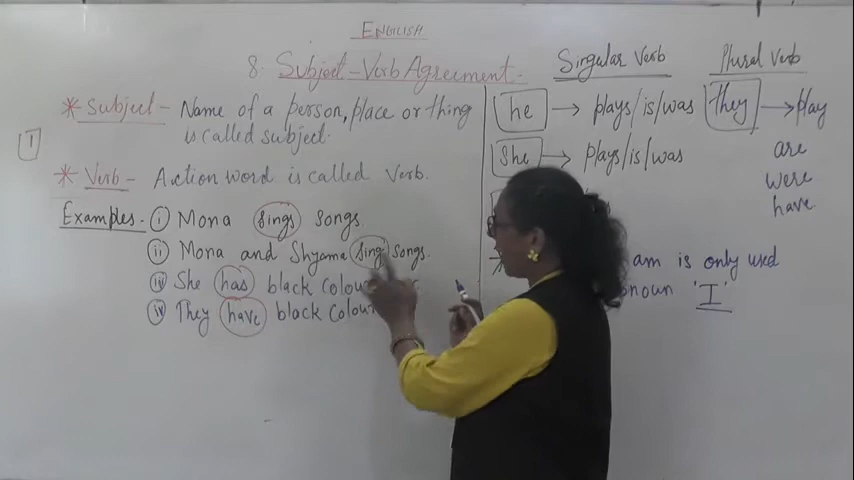 ENGLISH
8. Subject-Verb Agreement.
* Subject - Name of a person, place or thing
is called subject.
1
* Verb - Action word is called Verb.
Examples- (i) Mona sings songs.
(ii) Mona and Shyama sing songs.
She has black colour
(iv) They have black colour
Singular Verb
he → plays/is/was
She → plays/is/was
Plural Verb
they → play
are
were
have
am is only used
'I'